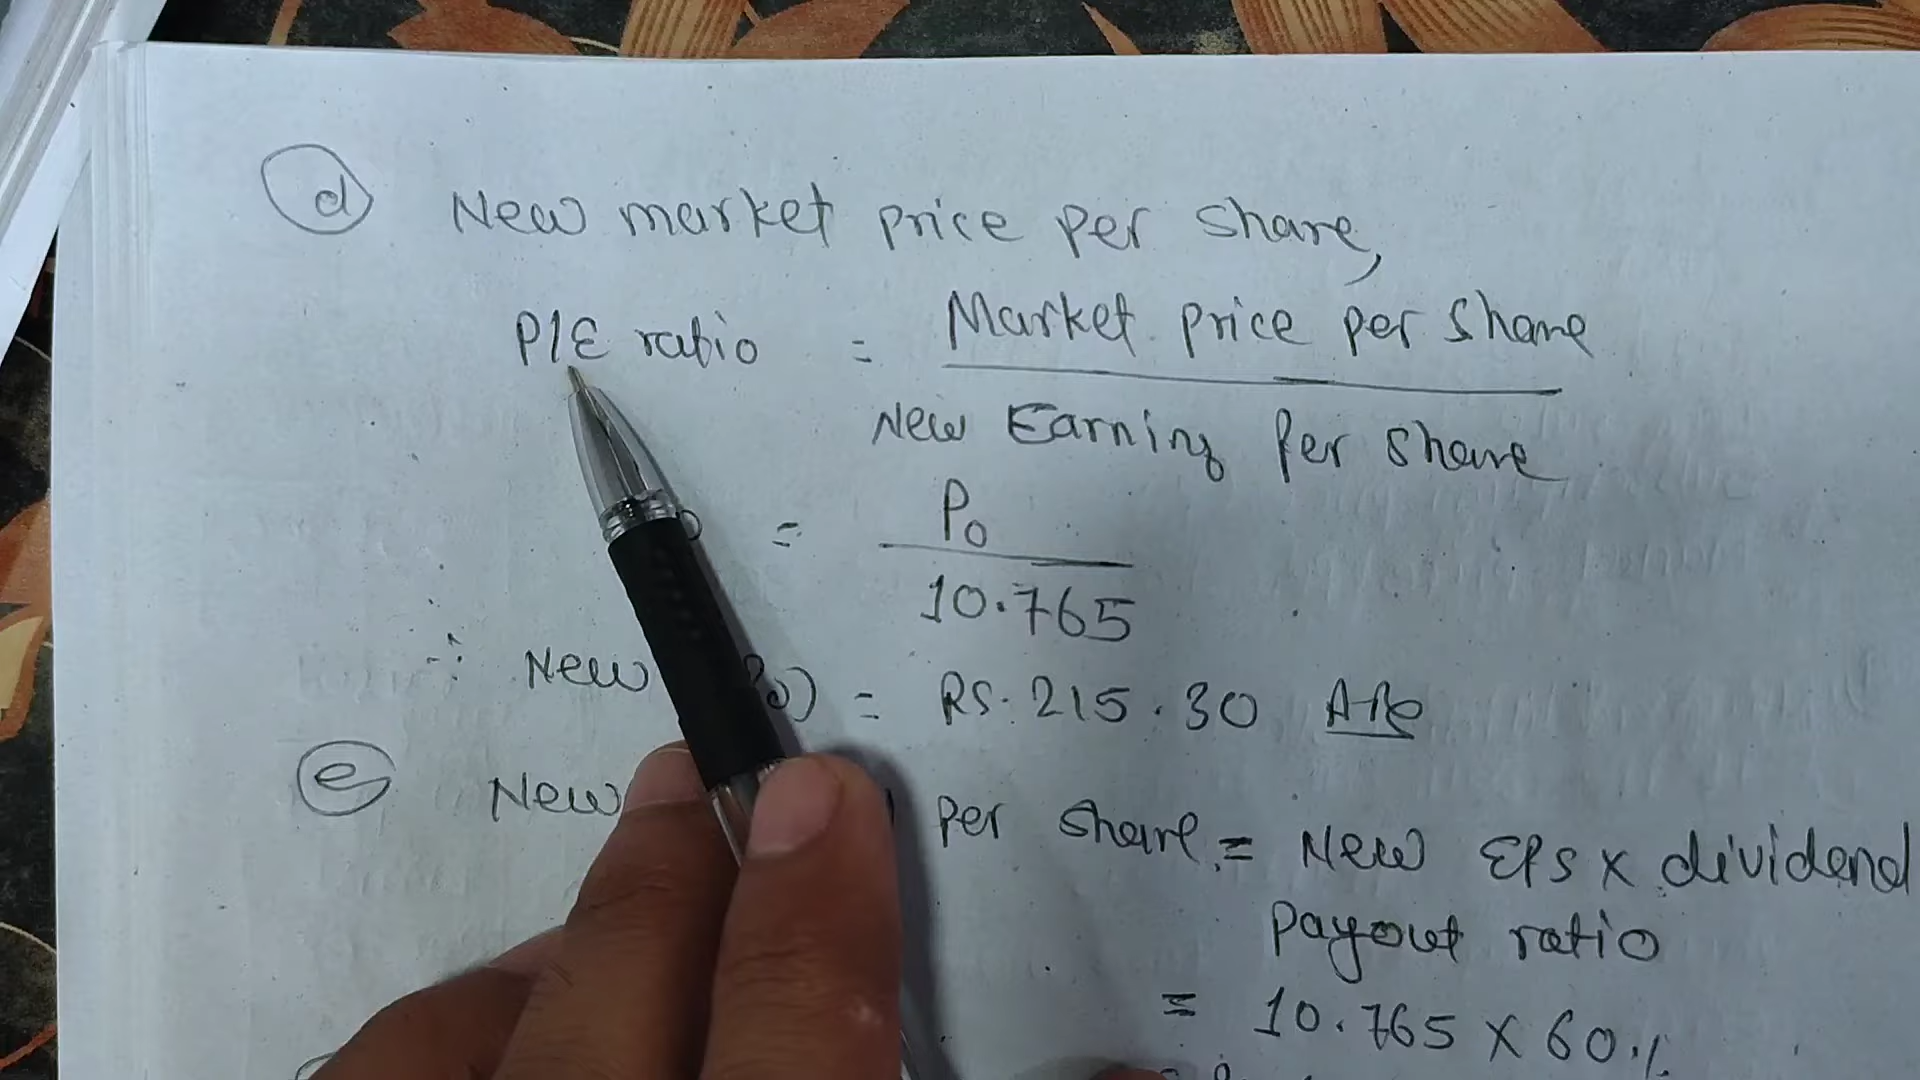 d New market price per share,
P/E ratio = Market price per share
New Earning per share
= P0
10.765
∴ New = RS. 215.30 Ans
e New per share = New EPS x dividend
payout ratio
= 10.765 x 60%